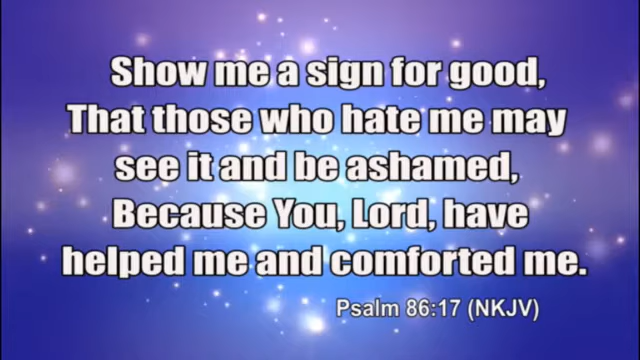 Show me a sign for good,
That those who hate me may
see it and be ashamed,
Because You, Lord, have
helped me and comforted me.
Psalm 86:17 (NKJV)